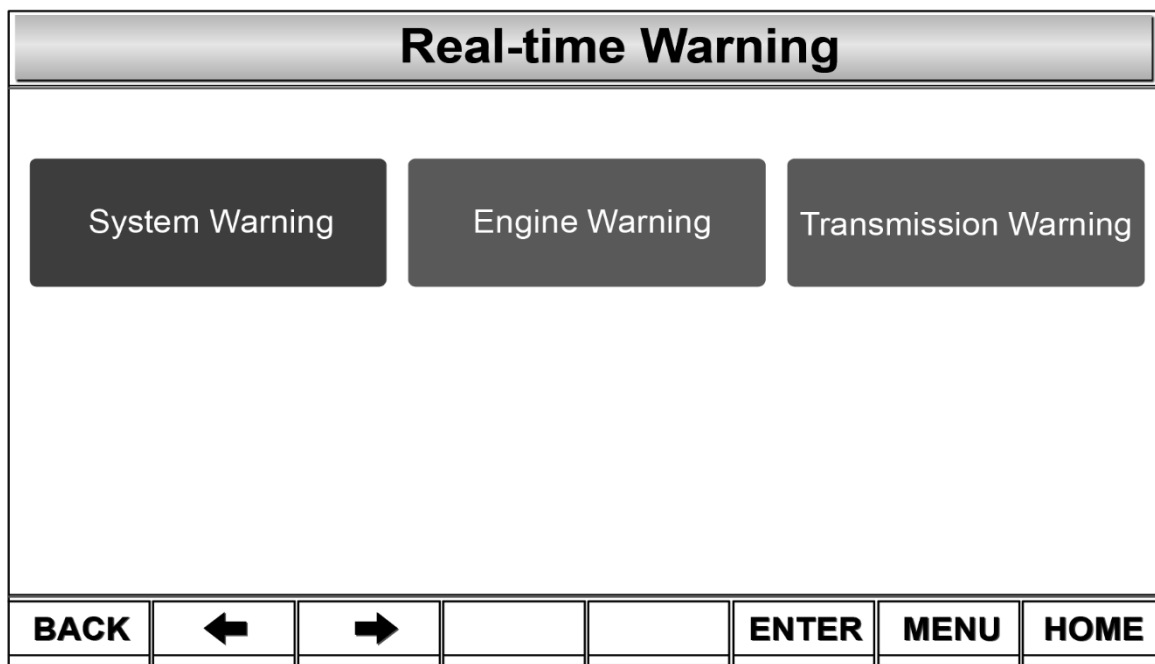 Real-time Warning
System Warning
Engine Warning
Transmission Warning
BACK
ENTER
MENU
HOME